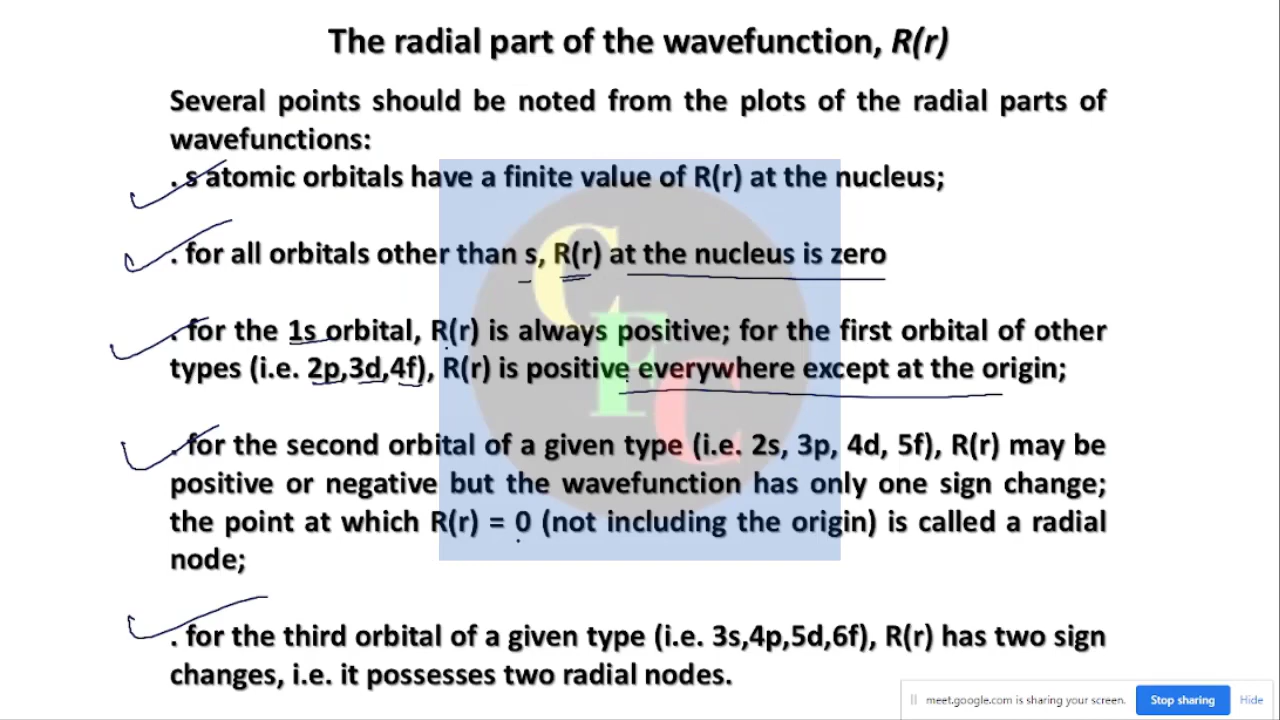 The radial part of the wavefunction, R(r)
Several points should be noted from the plots of the radial parts of
wavefunctions:
. s atomic orbitals have a finite value of R(r) at the nucleus;
. for all orbitals other than s, R(r) at the nucleus is zero
. for the 1s orbital, R(r) is always positive; for the first orbital of other
types (i.e. 2p,3d,4f), R(r) is positive everywhere except at the origin;
. for the second orbital of a given type (i.e. 2s, 3p, 4d, 5f), R(r) may be
positive or negative but the wavefunction has only one sign change;
the point at which R(r) = 0 (not including the origin) is called a radial
node;
. for the third orbital of a given type (i.e. 3s,4p,5d,6f), R(r) has two sign
changes, i.e. it possesses two radial nodes.
C
F
C
meet.google.com is sharing your screen.
Stop sharing
Hide